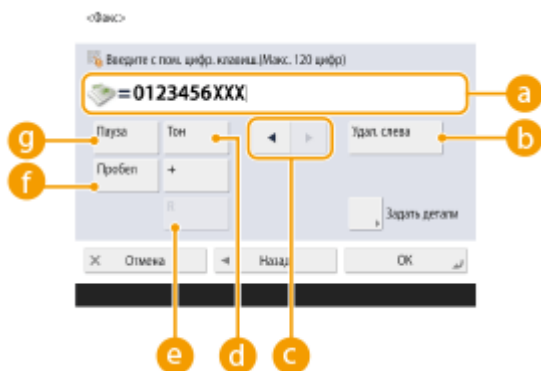 <Факс>
Введите с пом. цифр. клавиш.(Макс. 120 цифр)
=0123456XXX
a
g
Пауза
Тон
Удал. слева
b
f
Пробел
+
R
Задать детали
Отмена
Назад
OK
e
d
c